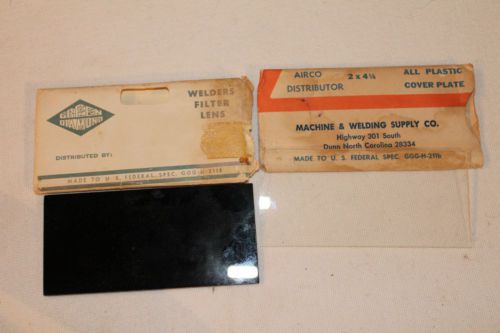 GREEN
DIAMOND
WELDERS
FILTER
LENS
DISTRIBUTED BY:
MADE TO U. S. FEDERAL SPEC. GGG-H-211b
AIRCO
DISTRIBUTOR
2 x 4¼
ALL PLASTIC
COVER PLATE
MACHINE & WELDING SUPPLY CO.
Highway 301 South
Dunn North Carolina 28334
MADE TO U. S. FEDERAL SPEC. GGG-H-211b